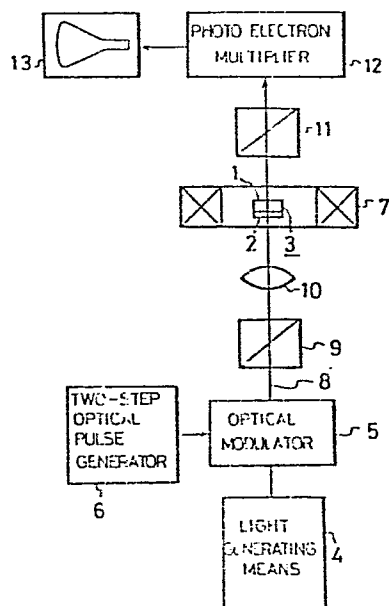 PHOTO ELECTRON
MULTIPLIER
13
12
11
1
7
2
3
10
9
8
TWO-STEP
OPTICAL
PULSE
GENERATOR
OPTICAL
MODULATOR
5
6
LIGHT
GENERATING
MEANS
4